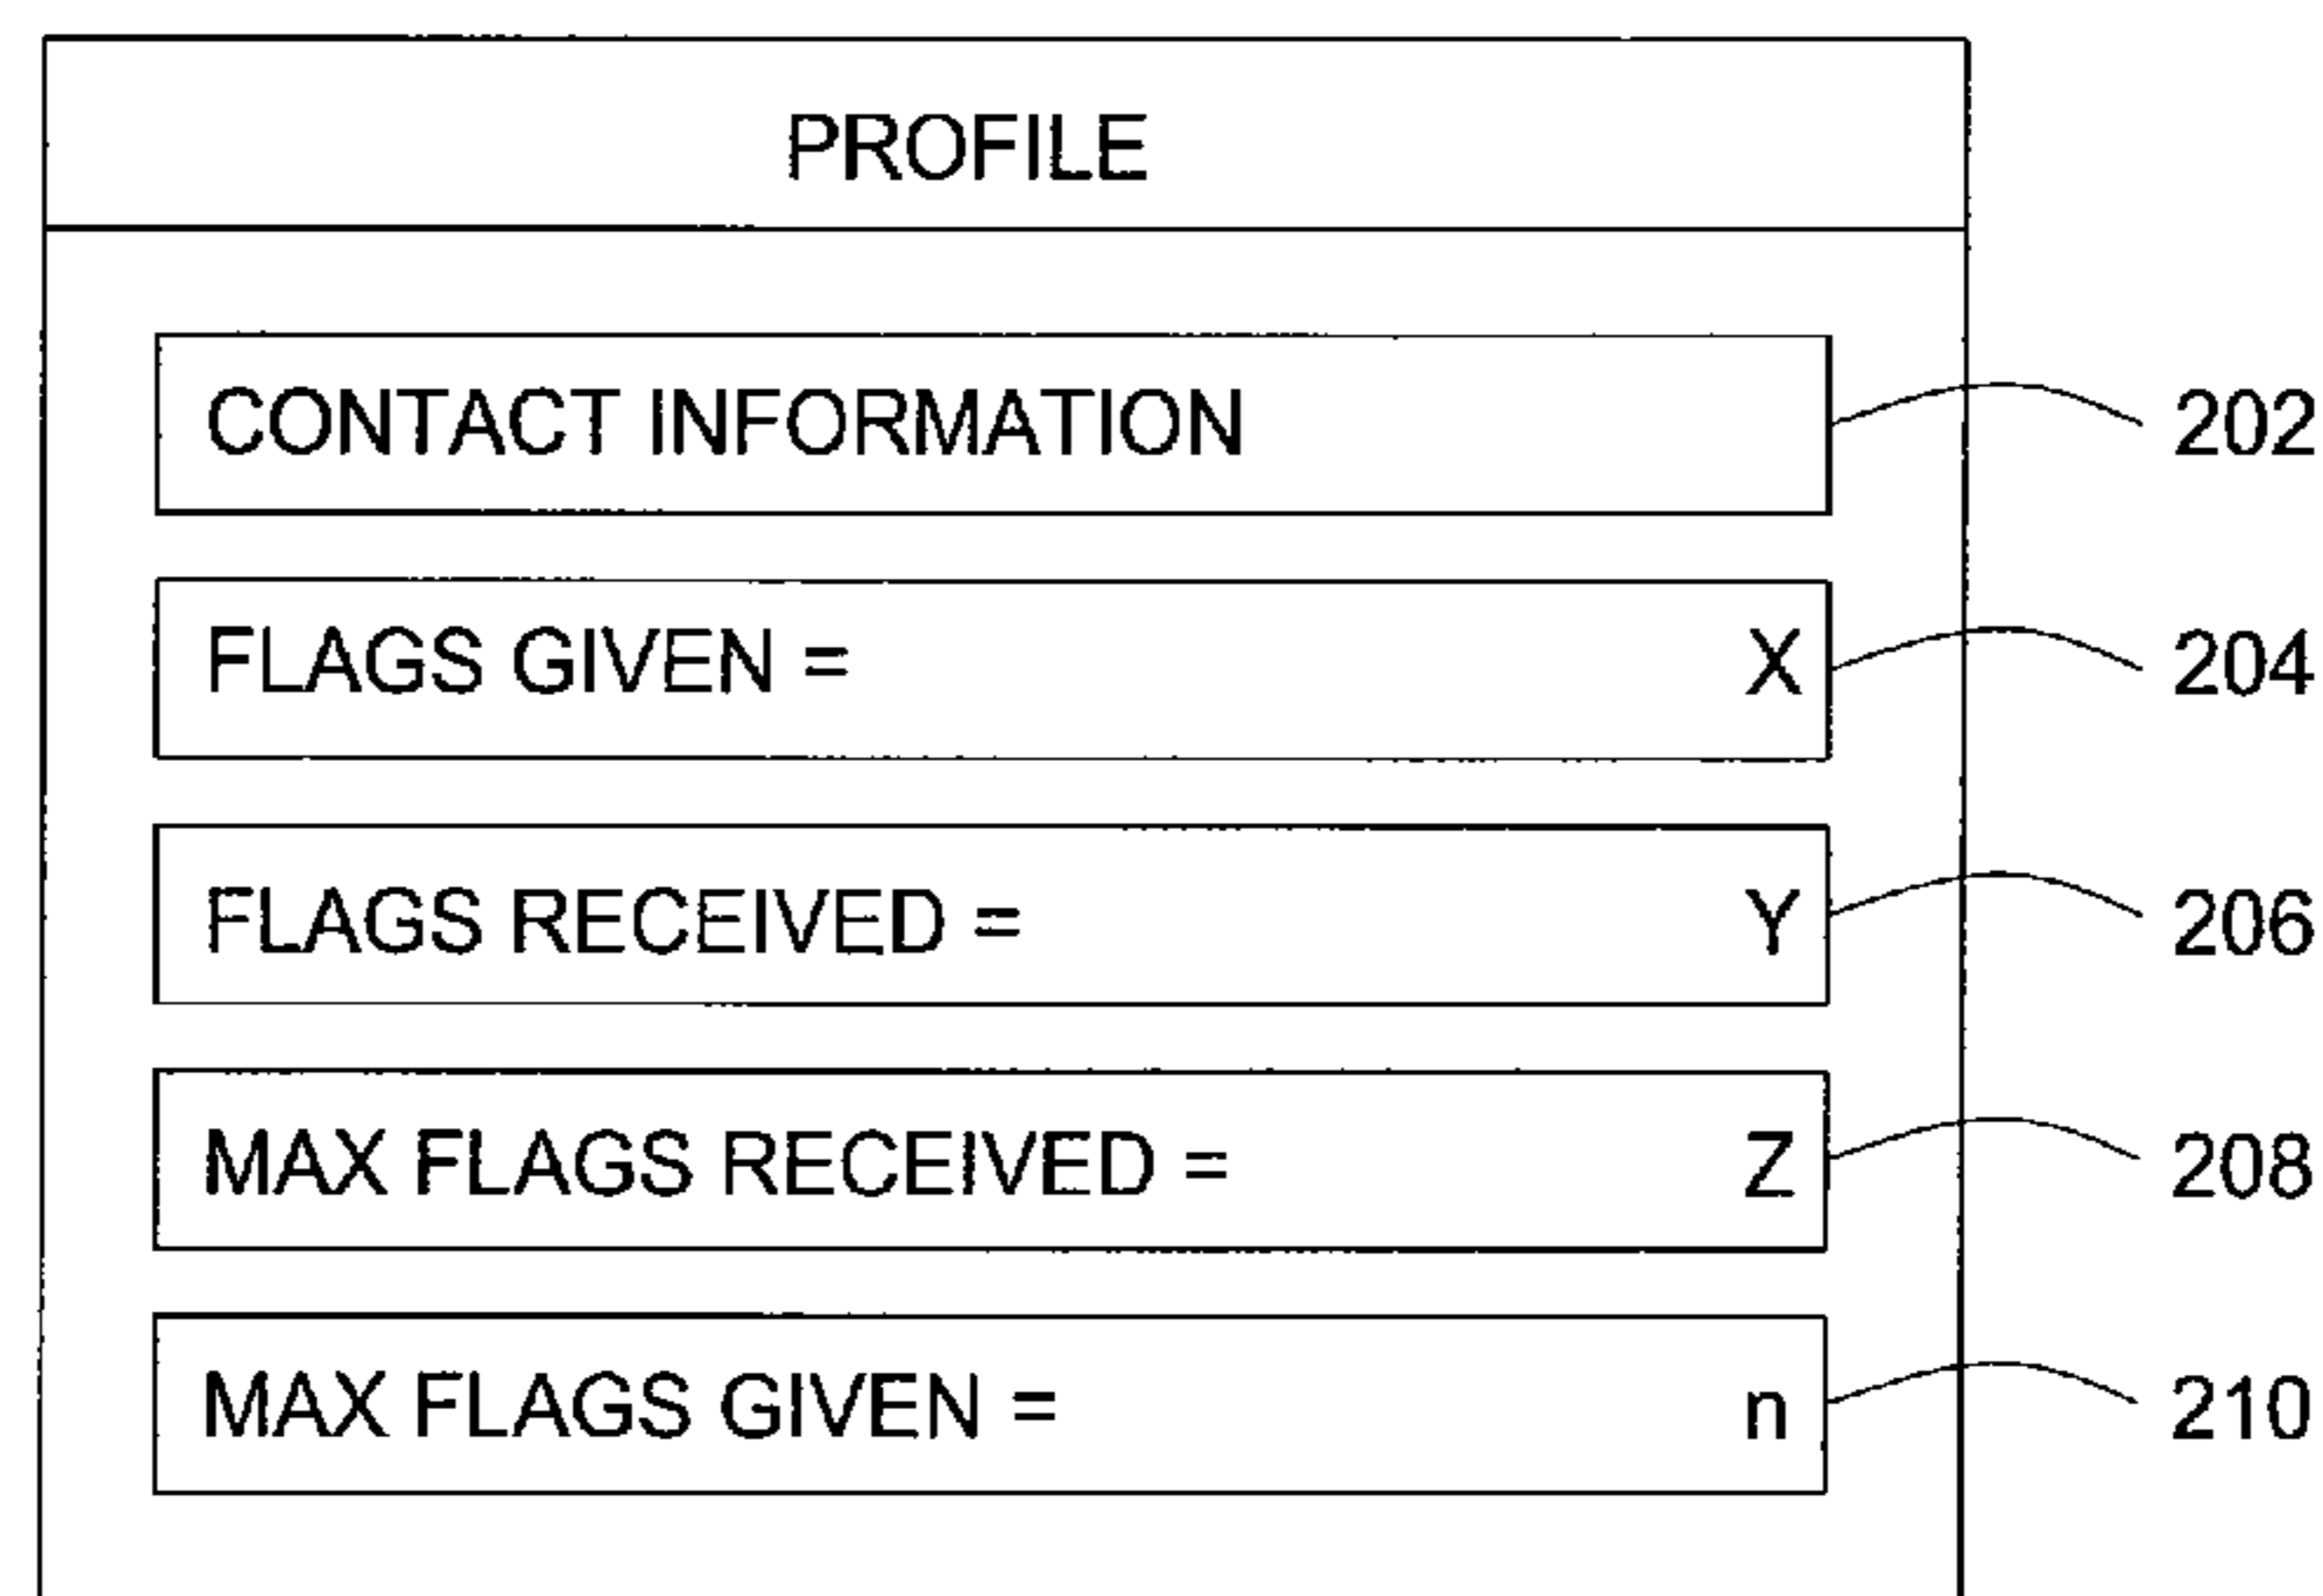 PROFILE
CONTACT INFORMATION 202
FLAGS GIVEN = X 204
FLAGS RECEIVED = Y 206
MAX FLAGS RECEIVED = Z 208
MAX FLAGS GIVEN = n 210